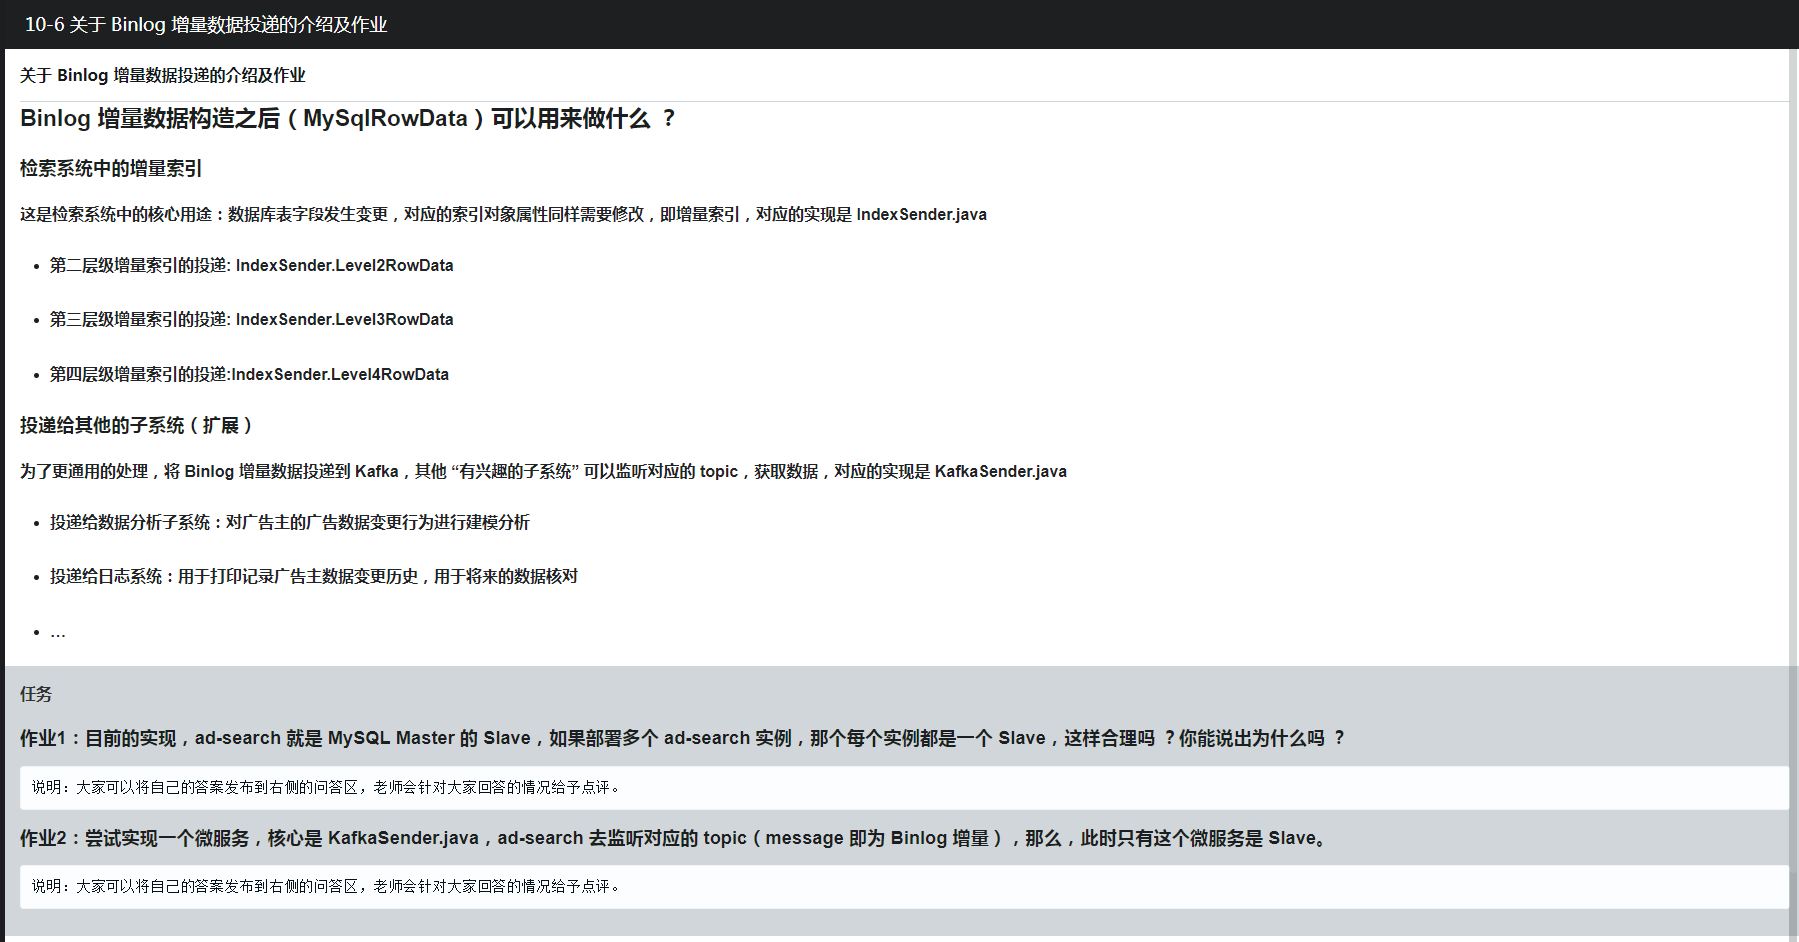 10-6 关于 Binlog 增量数据投递的介绍及作业
关于 Binlog 增量数据投递的介绍及作业
Binlog 增量数据构造之后（MySqlRowData）可以用来做什么 ？
检索系统中的增量索引
这是检索系统中的核心用途：数据库表字段发生变更，对应的索引对象属性同样需要修改，即增量索引，对应的实现是 IndexSender.java
• 第二层级增量索引的投递: IndexSender.Level2RowData
• 第三层级增量索引的投递: IndexSender.Level3RowData
• 第四层级增量索引的投递:IndexSender.Level4RowData
投递给其他的子系统（扩展）
为了更通用的处理，将 Binlog 增量数据投递到 Kafka，其他 “有兴趣的子系统” 可以监听对应的 topic，获取数据，对应的实现是 KafkaSender.java
• 投递给数据分析子系统：对广告主的广告数据变更行为进行建模分析
• 投递给日志系统：用于打印记录广告主数据变更历史，用于将来的数据核对
• …
任务
作业1：目前的实现，ad-search 就是 MySQL Master 的 Slave，如果部署多个 ad-search 实例，那个每个实例都是一个 Slave，这样合理吗 ？你能说出为什么吗 ？
说明：大家可以将自己的答案发布到右侧的问答区，老师会针对大家回答的情况给予点评。
作业2：尝试实现一个微服务，核心是 KafkaSender.java，ad-search 去监听对应的 topic（message 即为 Binlog 增量），那么，此时只有这个微服务是 Slave。
说明：大家可以将自己的答案发布到右侧的问答区，老师会针对大家回答的情况给予点评。